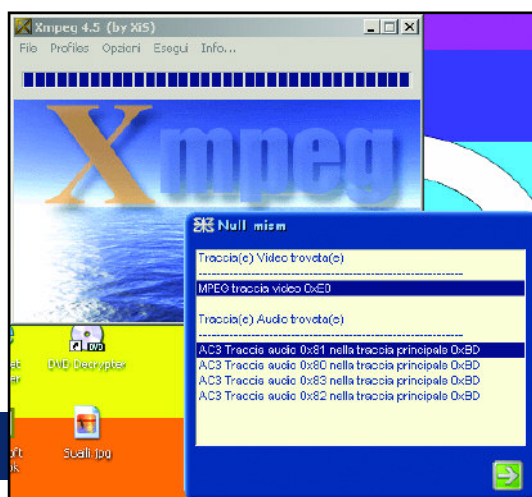 Xmpeg 4.5 (by XiS)
File Profiles Opzioni Esegui Info...
Xmpeg
Null mism
Traccia(e) Video trovata(e)
MPEG traccia video 0xE0
Traccia(e) Audio trovata(e)
AC3 Traccia audio 0x81 nella traccia principale 0xBD
AC3 Traccia audio 0x80 nella traccia principale 0xBD
AC3 Traccia audio 0x83 nella traccia principale 0xBD
AC3 Traccia audio 0x82 nella traccia principale 0xBD
DVD
DVD Decrypter
Suali.jpg